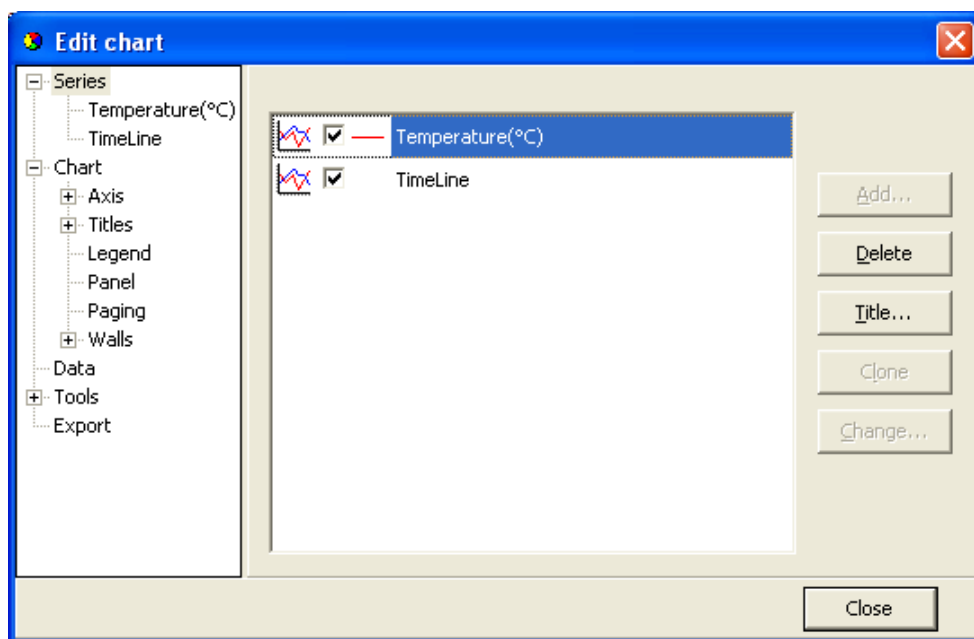 Edit chart
Series
Temperature(°C)
TimeLine
Chart
Axis
Titles
Legend
Panel
Paging
Walls
Data
Tools
Export
Temperature(°C)
TimeLine
Add...
Delete
Title...
Clone
Change...
Close